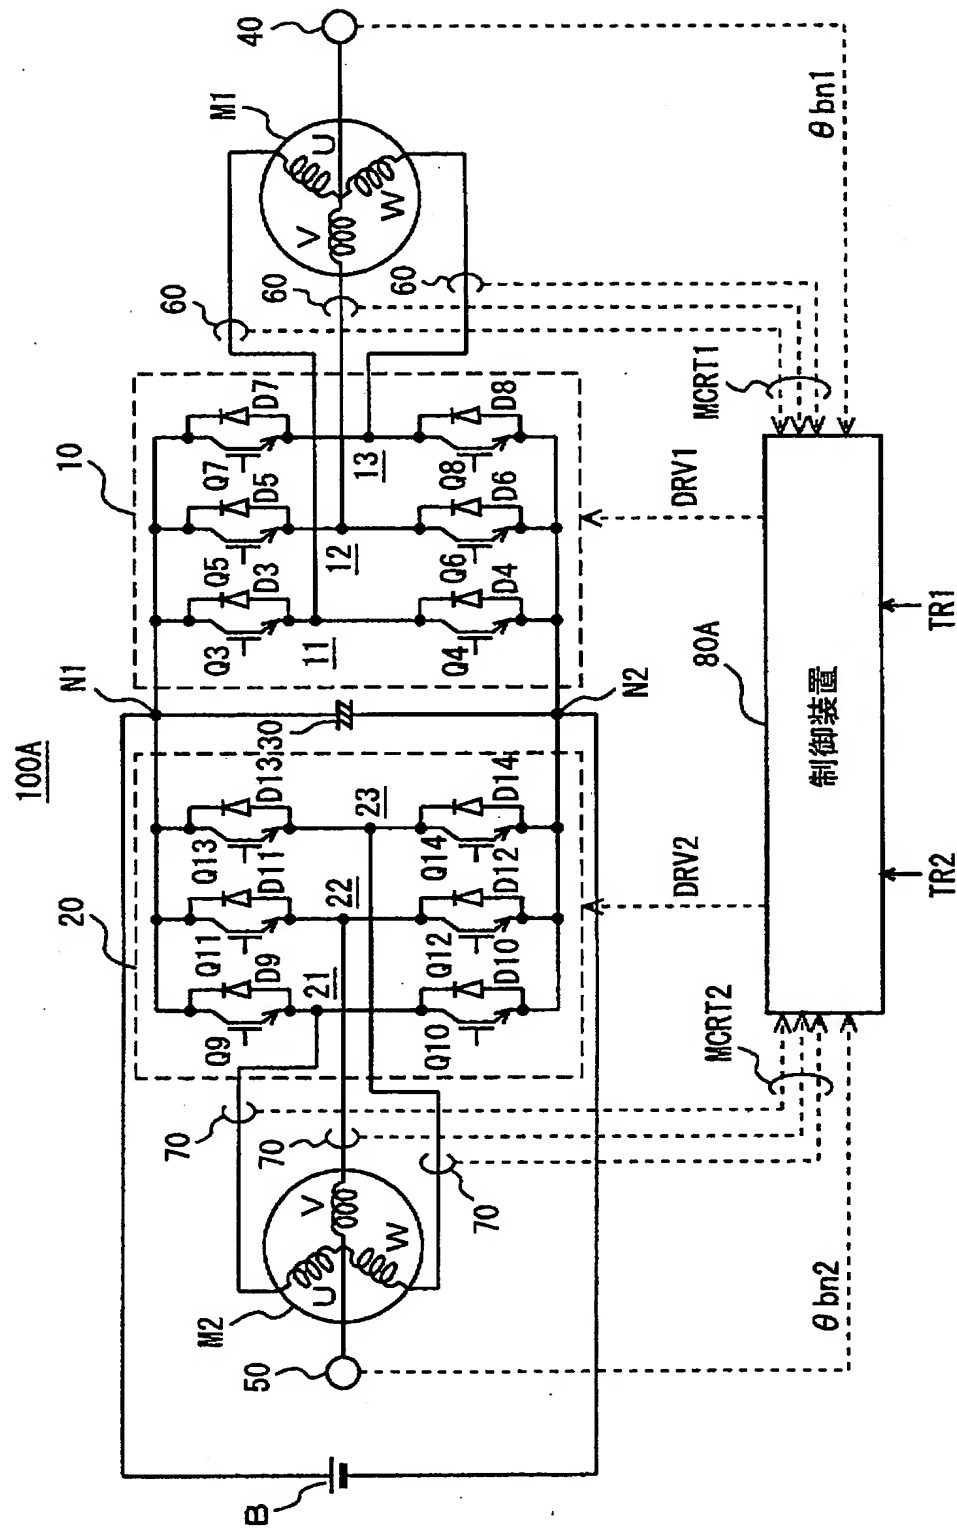 100A
B
50
M2
U
V
W
70
70
70
20
Q9
D9
Q11
D11
Q13
D13
21
22
23
Q10
D10
Q12
D12
Q14
D14
30
N1
N2
10
Q3
D3
Q5
D5
Q7
D7
11
12
13
Q4
D4
Q6
D6
Q8
D8
60
60
60
M1
U
V
W
40
θbn2
MCRT2
DRV2
80A
DRV1
MCRT1
θbn1
制御装置
TR2
TR1